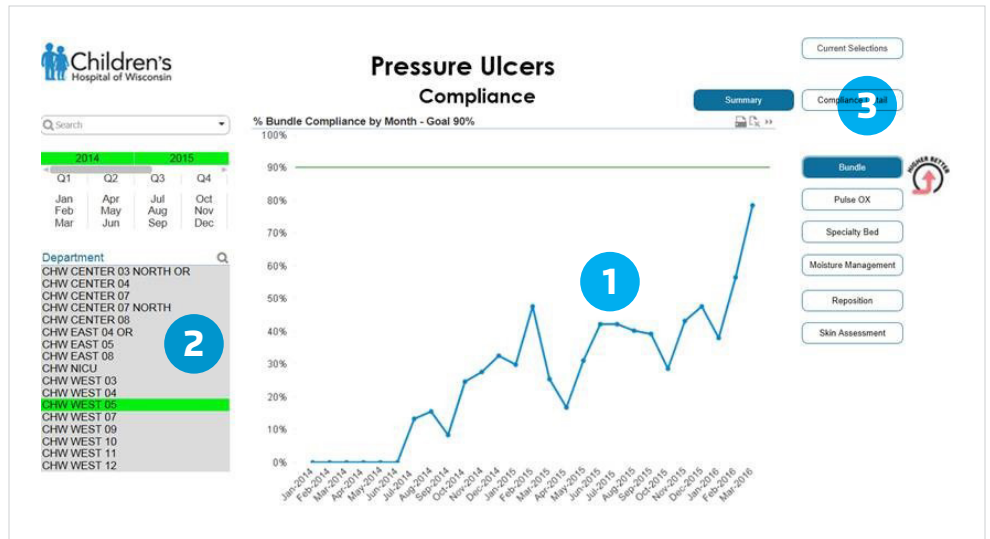 Children's
Hospital of Wisconsin
Pressure Ulcers
Compliance
Current Selections
Summary
3
Search
% Bundle Compliance by Month - Goal 90%
2014 2015
Q1 Q2 Q3 Q4
Jan Apr Jul Oct
Feb May Aug Nov
Mar Jun Sep Dec
Department
CHW CENTER 03 NORTH OR
CHW CENTER 04
CHW CENTER 07
CHW CENTER 07 NORTH
CHW CENTER 08
CHW EAST 04 OR
CHW EAST 05
CHW EAST 08
CHW NICU
CHW WEST 03
CHW WEST 04
CHW WEST 05
CHW WEST 07
CHW WEST 09
CHW WEST 10
CHW WEST 11
CHW WEST 12
2
100%
90%
80%
70%
60%
50%
40%
30%
20%
10%
0%
1
Jan-2014
Feb-2014
Mar-2014
Apr-2014
May-2014
Jun-2014
Jul-2014
Aug-2014
Sep-2014
Oct-2014
Nov-2014
Dec-2014
Jan-2015
Feb-2015
Mar-2015
Apr-2015
May-2015
Jun-2015
Jul-2015
Aug-2015
Sep-2015
Oct-2015
Nov-2015
Dec-2015
Jan-2016
Feb-2016
Mar-2016
Bundle
HIGHER BETTER
Pulse OX
Specialty Bed
Moisture Management
Reposition
Skin Assessment